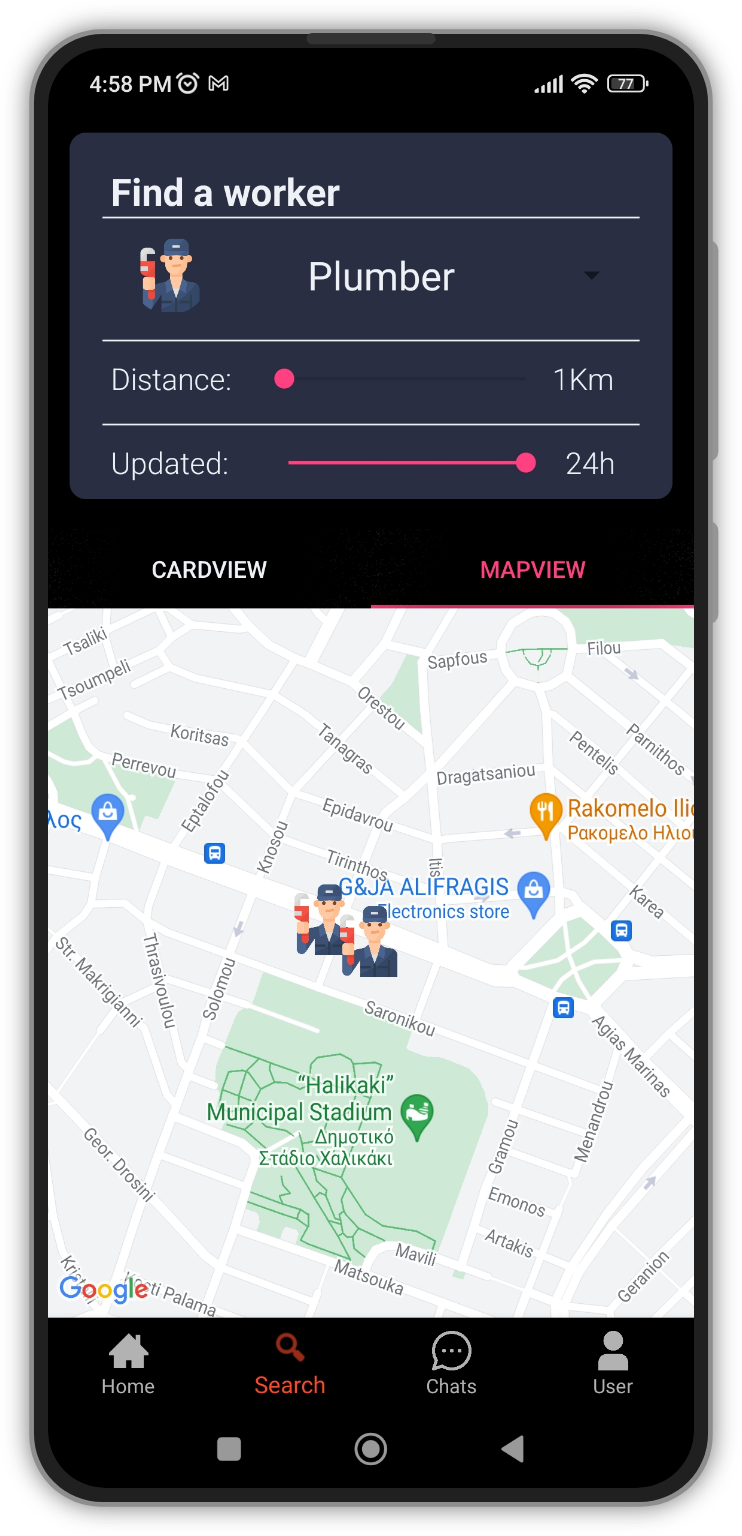 4:58 PM
77
Find a worker
Plumber
Distance:
1Km
Updated:
24h
CARDVIEW
MAPVIEW
Tsaliki
Sapfous
Filou
Tsoumpeli
Orestou
Koritsas
Tanagras
Pentelis
Parnithos
Perrevou
Dragatsaniou
Eptalofou
Epidavrou
Rakomelo Ilio
Ρακομελο Ηλιου
λος
Knosou
Tirinthos
Itis
G&JA ALIFRAGIS
Electronics store
Karea
Str. Makrigianni
Thrasivoulou
Solomou
Saronikou
Agias Marinas
"Halikaki"
Municipal Stadium
Δημοτικό
Στάδιο Χαλικάκι
Menandrou
Gramou
Geor. Drosini
Emonos
Artakis
Mavili
Matsouka
Geranion
Google
Kosti Palama
Home
Search
Chats
User